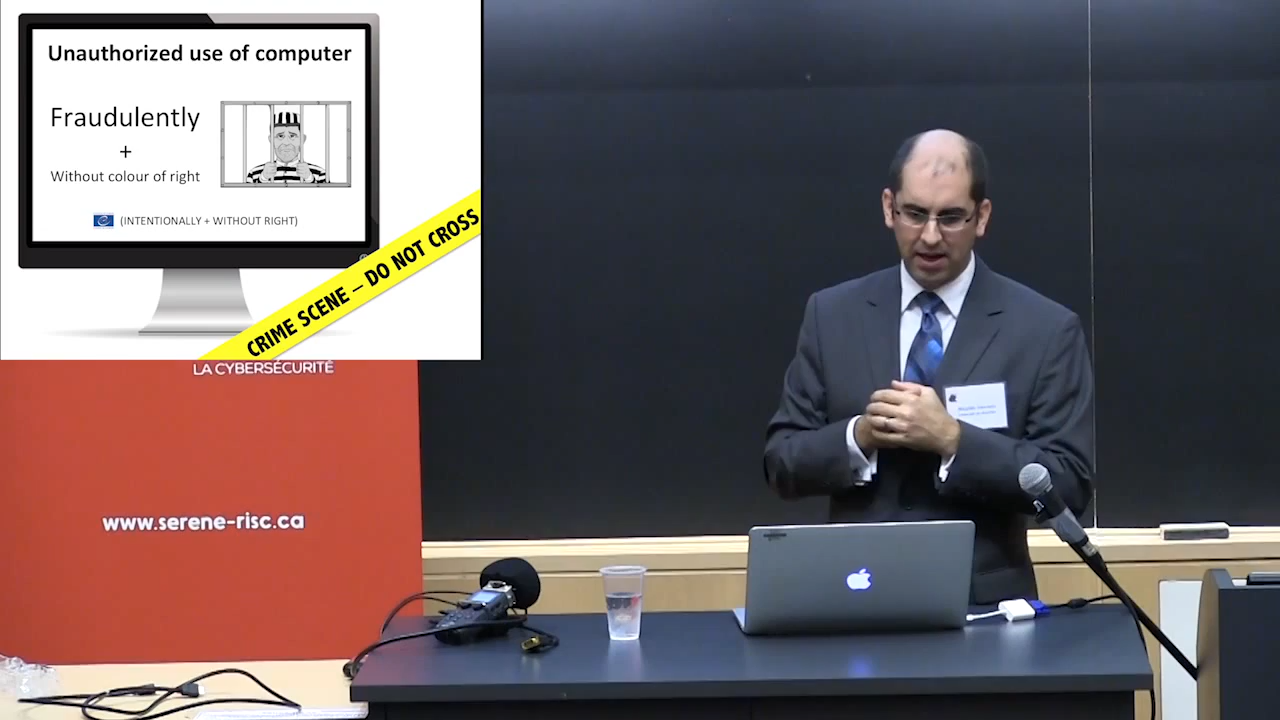 Unauthorized use of computer
Fraudulently
+
Without colour of right
(INTENTIONALLY + WITHOUT RIGHT)
CRIME SCENE – DO NOT CROSS
LA CYBERSÉCURITÉ
www.serene-risc.ca